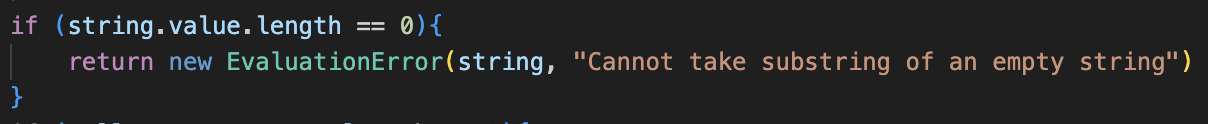 if (string.value.length == 0){
    return new EvaluationError(string, "Cannot take substring of an empty string")
}